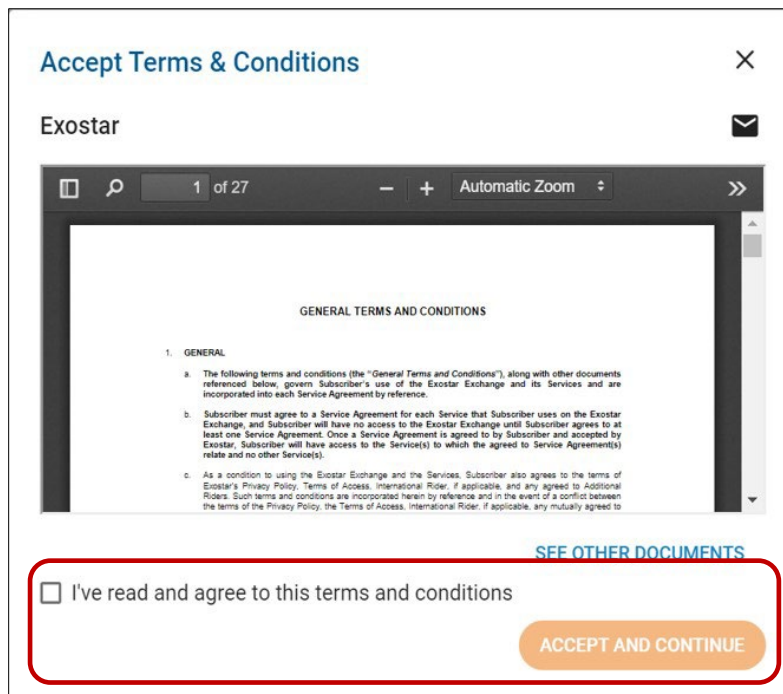 Accept Terms & Conditions
Exostar
1 of 27
Automatic Zoom
GENERAL TERMS AND CONDITIONS
1. GENERAL
a. The following terms and conditions (the "General Terms and Conditions"), along with other documents
referenced below, govern Subscriber's use of the Exostar Exchange and its Services and are
incorporated into each Service Agreement by reference.
b. Subscriber must agree to a Service Agreement for each Service that Subscriber uses on the Exostar
Exchange, and Subscriber will have no access to the Exostar Exchange until Subscriber agrees to at
least one Service Agreement. Once a Service Agreement is agreed to by Subscriber and accepted by
Exostar, Subscriber will have access to the Service(s) to which the agreed to Service Agreement(s)
relate and no other Service(s).
c. As a condition to using the Exostar Exchange and the Services, Subscriber also agrees to the terms of
Exostar's Privacy Policy, Terms of Access, International Rider, if applicable, and any agreed to Additional
Riders. Such terms and conditions are incorporated herein by reference and in the event of a conflict between
the terms of the Privacy Policy, the Terms of Access, International Rider, if applicable, any mutually agreed to
SEE OTHER DOCUMENTS
I've read and agree to this terms and conditions
ACCEPT AND CONTINUE